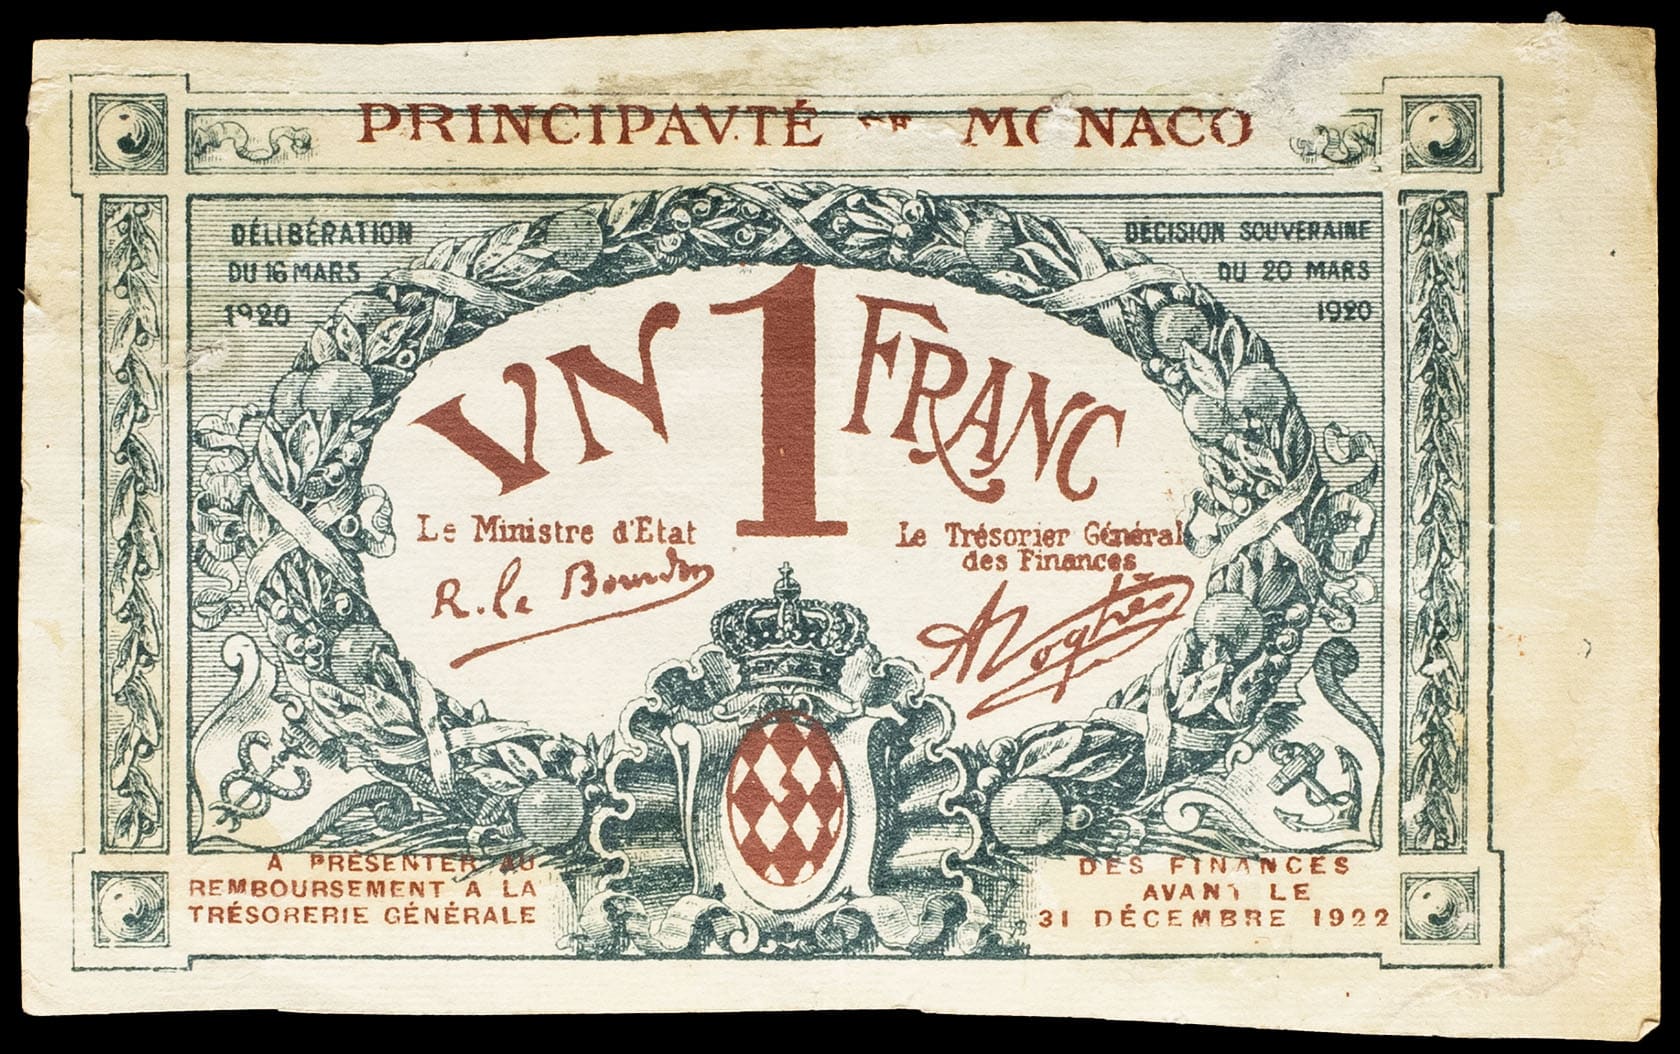 PRINCIPAVTÉ DE MONACO
DÉLIBÉRATION
DU 16 MARS
1920
DÉCISION SOUVERAINE
DU 20 MARS
1920
VN 1 FRANC
Le Ministre d'Etat
R. le Bourdon
Le Trésorier Général
des Finances
A PRÉSENTER AU
REMBOURSEMENT A LA
TRÉSORERIE GÉNÉRALE
DES FINANCES
AVANT LE
31 DÉCEMBRE 1922